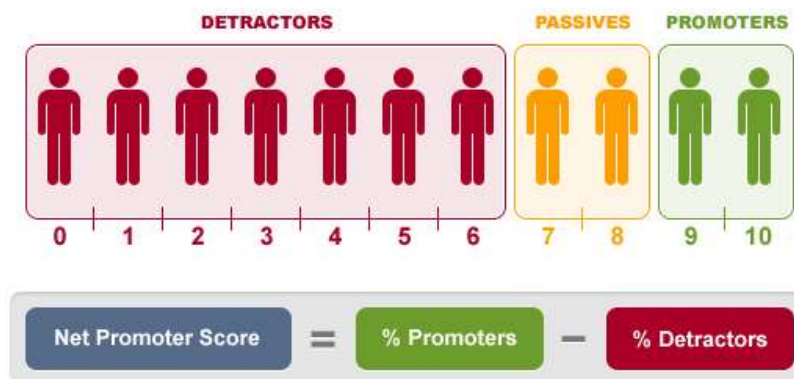 DETRACTORS PASSIVES PROMOTERS
0 1 2 3 4 5 6 7 8 9 10
Net Promoter Score = % Promoters − % Detractors